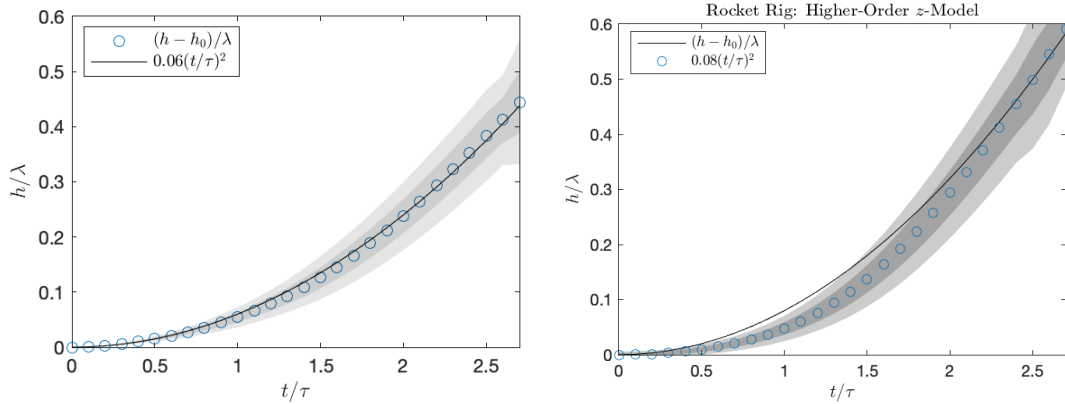 0.6
(h − h₀)/λ
0.06(t/τ)²
0.5
0.4
h/λ
0.3
0.2
0.1
0
0 0.5 1 1.5 2 2.5
t/τ
Rocket Rig: Higher-Order z-Model
0.6
(h − h₀)/λ
0.08(t/τ)²
0.5
0.4
h/λ
0.3
0.2
0.1
0
0 0.5 1 1.5 2 2.5
t/τ